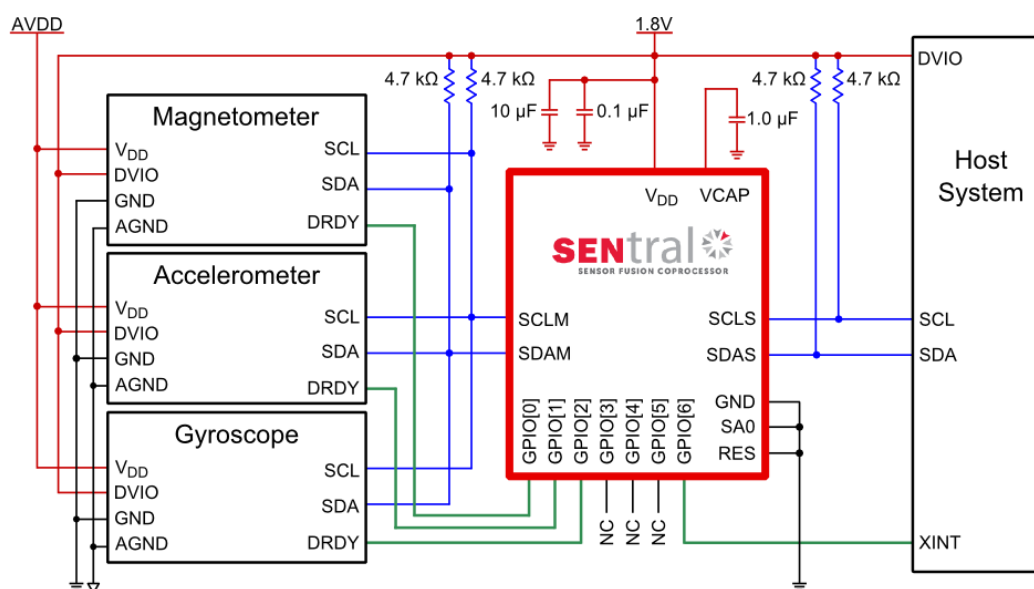 AVDD
1.8V
4.7 kΩ
4.7 kΩ
4.7 kΩ
4.7 kΩ
DVIO
10 µF
0.1 µF
1.0 µF
Magnetometer
VDD
DVIO
GND
AGND
SCL
SDA
DRDY
Accelerometer
VDD
DVIO
GND
AGND
SCL
SDA
DRDY
Gyroscope
VDD
DVIO
GND
AGND
SCL
SDA
DRDY
VDD
VCAP
SENtral
SENSOR FUSION COPROCESSOR
SCLM
SDAM
SCLS
SDAS
GND
SA0
RES
GPIO[0]
GPIO[1]
GPIO[2]
GPIO[3]
GPIO[4]
GPIO[5]
GPIO[6]
NC
NC
NC
Host
System
SCL
SDA
XINT